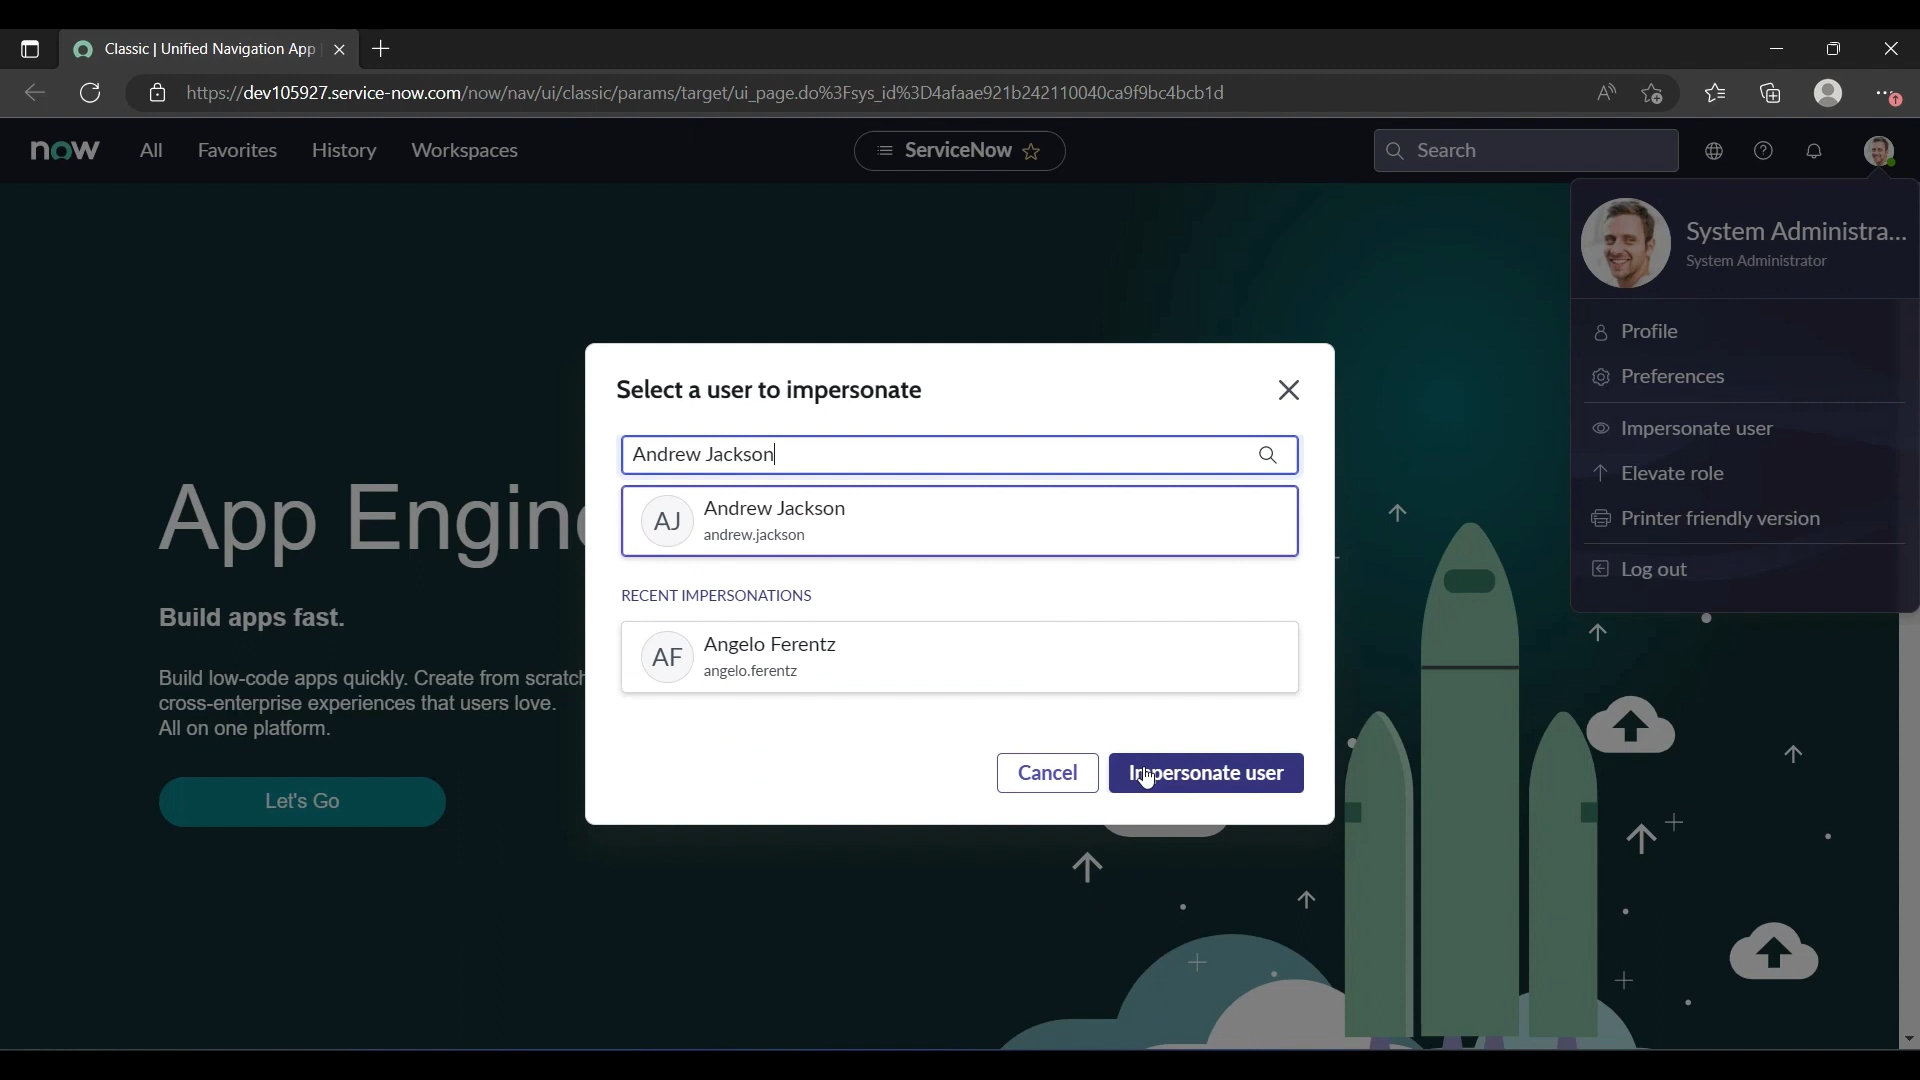 Classic | Unified Navigation App
https://dev105927.service-now.com/now/nav/ui/classic/params/target/ui_page.do%3Fsys_id%3D4afaae921b242110040ca9f9bc4bcb1d
now
All
Favorites
History
Workspaces
ServiceNow
Search
System Administra...
System Administrator
Profile
Preferences
Impersonate user
Elevate role
Printer friendly version
Log out
App Engin
Build apps fast.
Build low-code apps quickly. Create from scratch
cross-enterprise experiences that users love.
All on one platform.
Let's Go
Select a user to impersonate
Andrew Jackson
AJ
Andrew Jackson
andrew.jackson
RECENT IMPERSONATIONS
AF
Angelo Ferentz
angelo.ferentz
Cancel
Impersonate user